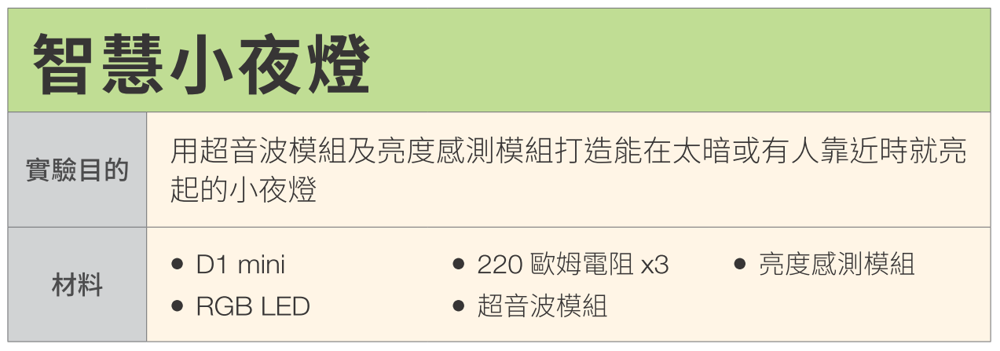 智慧小夜燈
實驗目的
用超音波模組及亮度感測模組打造能在太暗或有人靠近時就亮
起的小夜燈
材料
● D1 mini ● 220 歐姆電阻 x3 ● 亮度感測模組
● RGB LED ● 超音波模組